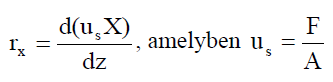 r_x = d(u_s X)/dz, amelyben u_s = F/A